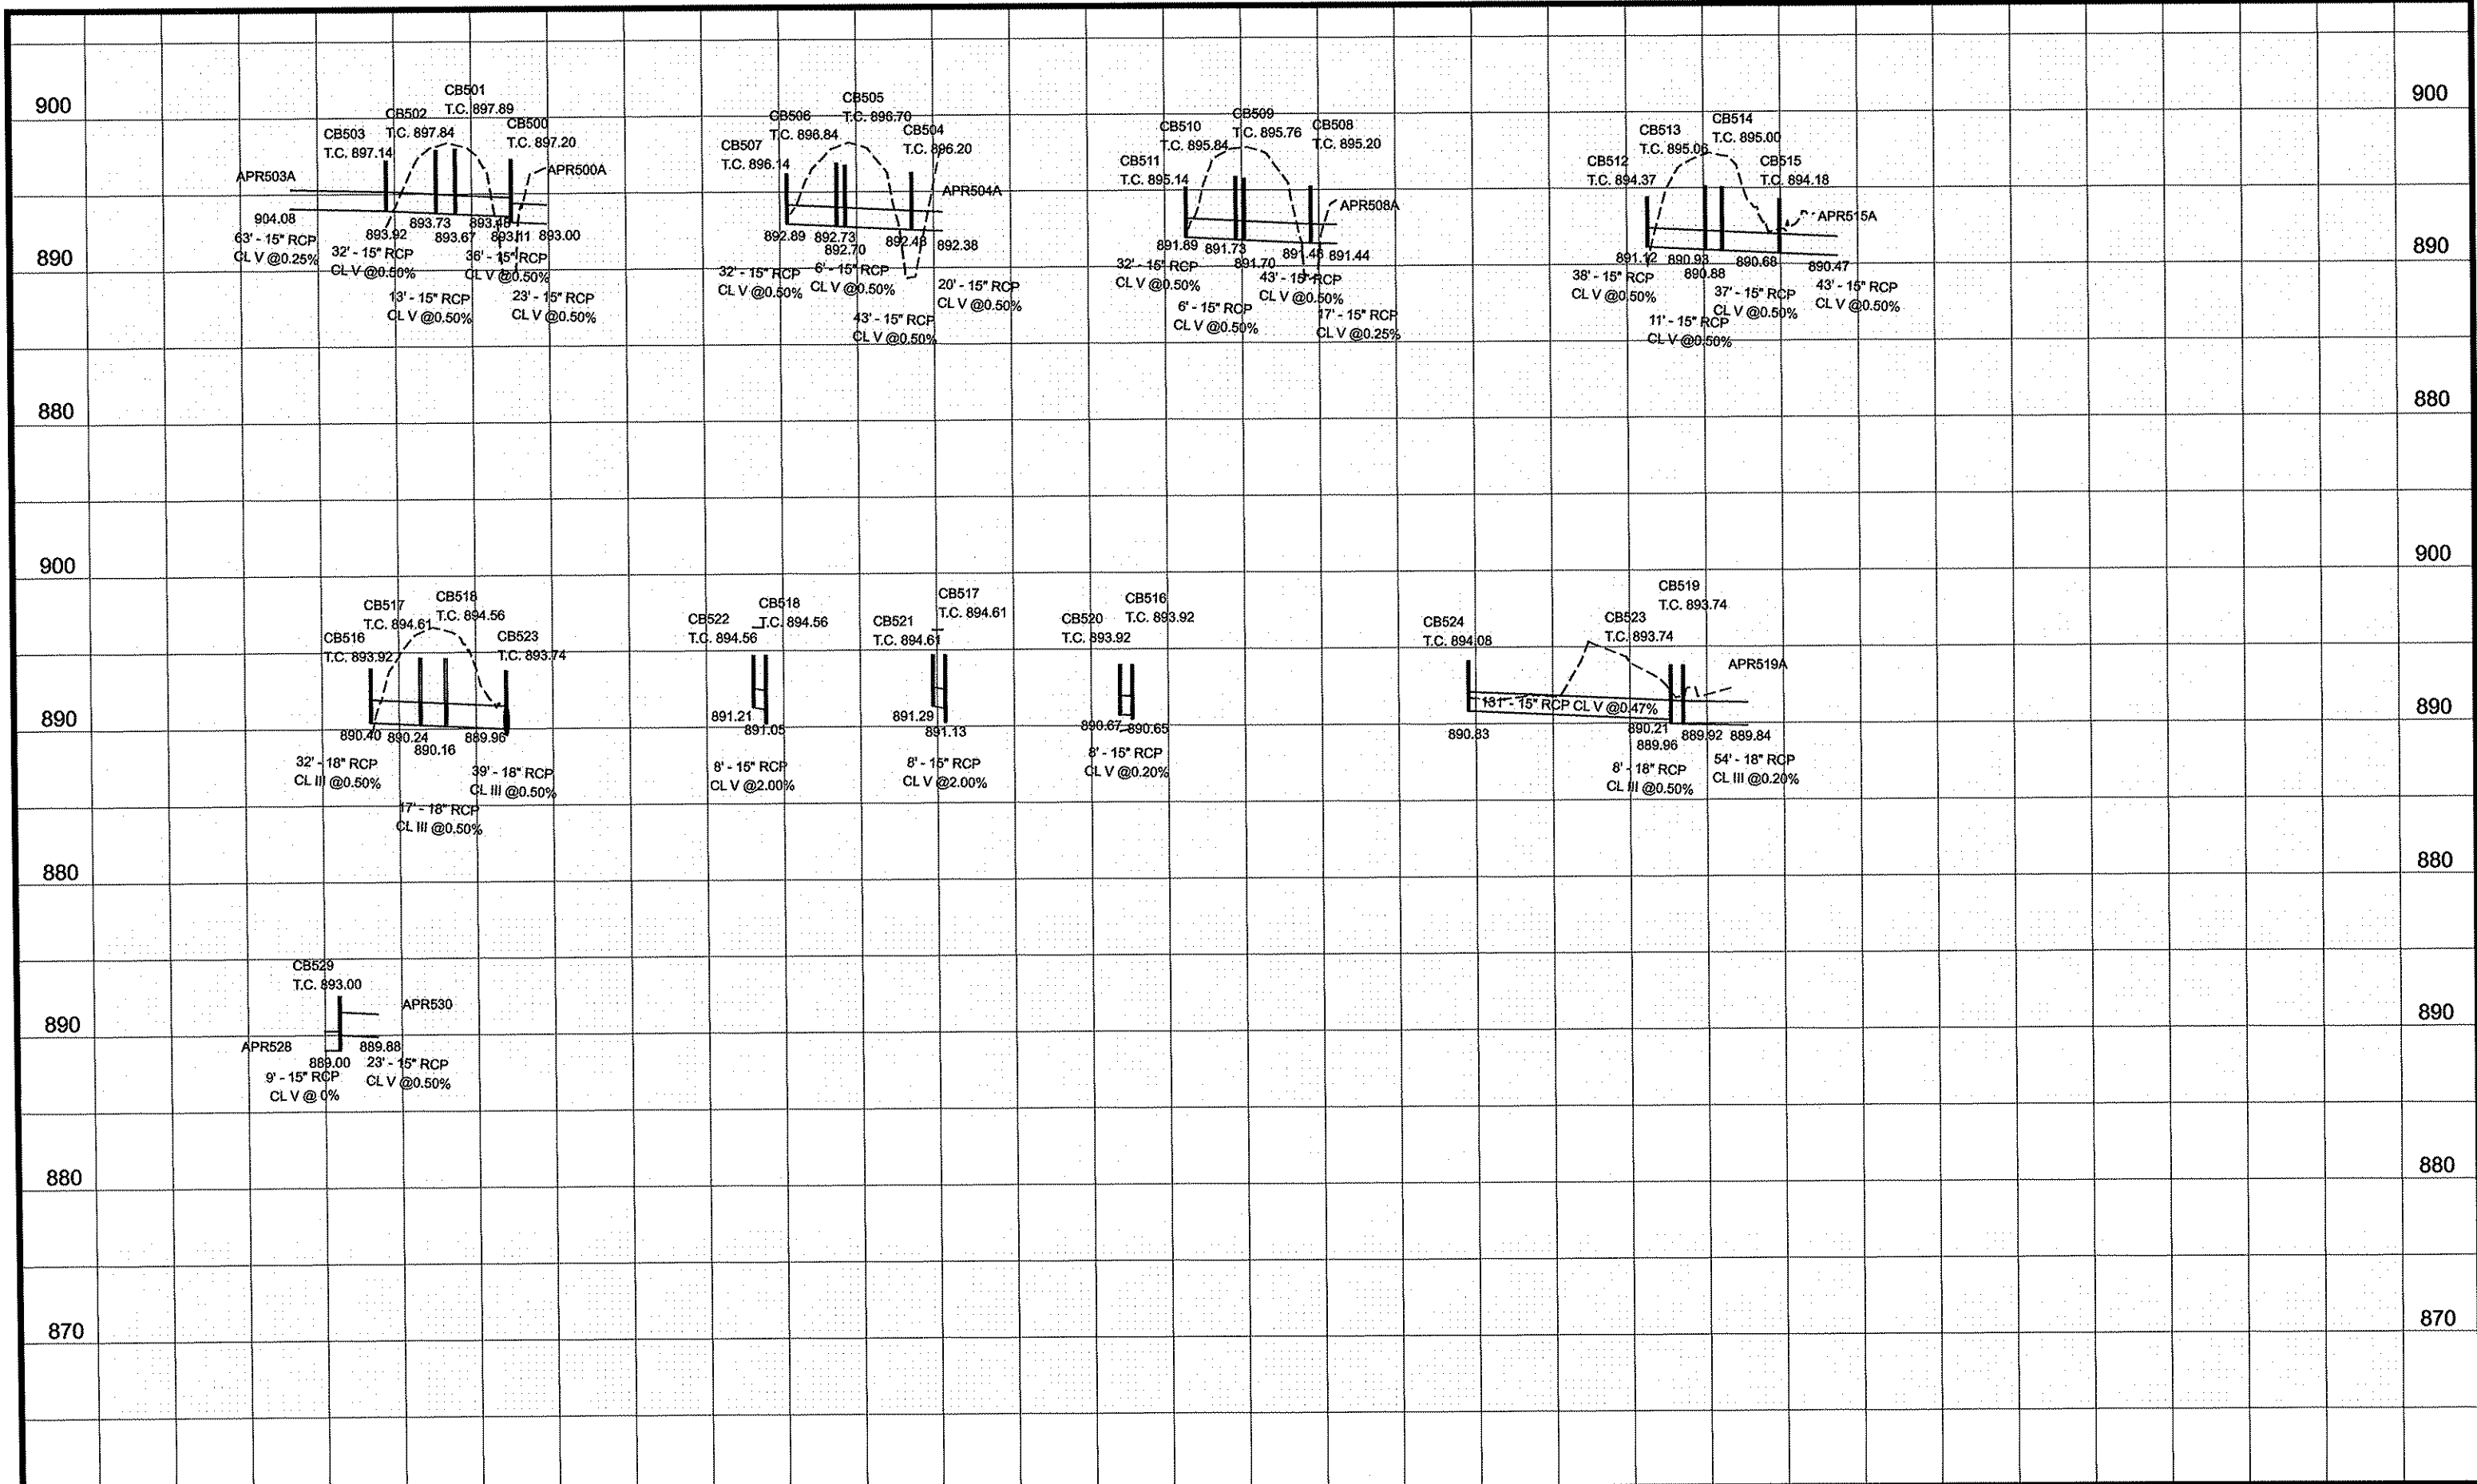 900
CB501
T.C. 897.89
CB502
T.C. 897.84
CB503
T.C. 897.14
CB500
T.C. 897.20
APR503A
APR500A
904.08
893.92
893.73
893.67
893.48
893.11
893.00
63' - 15" RCP
CL V @0.25%
32' - 15" RCP
CL V @0.50%
36' - 15" RCP
CL V @0.50%
13' - 15" RCP
CL V @0.50%
23' - 15" RCP
CL V @0.50%
CB505
T.C. 896.70
CB506
T.C. 896.84
CB507
T.C. 896.14
CB504
T.C. 896.20
APR504A
892.89
892.73
892.70
892.48
892.38
32' - 15" RCP
CL V @0.50%
6' - 15" RCP
CL V @0.50%
20' - 15" RCP
CL V @0.50%
43' - 15" RCP
CL V @0.50%
CB509
T.C. 895.76
CB510
T.C. 895.84
CB508
T.C. 895.20
CB511
T.C. 895.14
APR508A
891.89
891.73
891.70
891.48
891.44
32' - 15" RCP
CL V @0.50%
43' - 15" RCP
CL V @0.50%
6' - 15" RCP
CL V @0.50%
17' - 15" RCP
CL V @0.25%
CB514
T.C. 895.00
CB513
T.C. 895.06
CB512
T.C. 894.37
CB515
T.C. 894.18
APR515A
891.12
890.93
890.88
890.68
890.47
38' - 15" RCP
CL V @0.50%
37' - 15" RCP
CL V @0.50%
43' - 15" RCP
CL V @0.50%
11' - 15" RCP
CL V @0.50%
900
890
890
880
880
900
CB517
T.C. 894.61
CB518
T.C. 894.56
CB516
T.C. 893.92
CB523
T.C. 893.74
890.40
890.24
890.16
889.96
32' - 18" RCP
CL III @0.50%
39' - 18" RCP
CL III @0.50%
17' - 18" RCP
CL III @0.50%
CB522
T.C. 894.56
CB518
T.C. 894.56
891.21
891.05
8' - 15" RCP
CL V @2.00%
CB521
T.C. 894.61
CB517
T.C. 894.61
891.29
891.13
8' - 15" RCP
CL V @2.00%
CB520
T.C. 893.92
CB516
T.C. 893.92
890.67
890.65
8' - 15" RCP
CL V @0.20%
CB519
T.C. 893.74
CB524
T.C. 894.08
CB523
T.C. 893.74
APR519A
131' - 15" RCP CL V @0.47%
890.83
890.21
889.96
889.92
889.84
8' - 18" RCP
CL III @0.50%
54' - 18" RCP
CL III @0.20%
900
890
890
880
880
CB529
T.C. 893.00
APR530
890
890
APR528
889.88
889.00
23' - 15" RCP
CL V @0.50%
9' - 15" RCP
CL V @ 0%
880
880
870
870